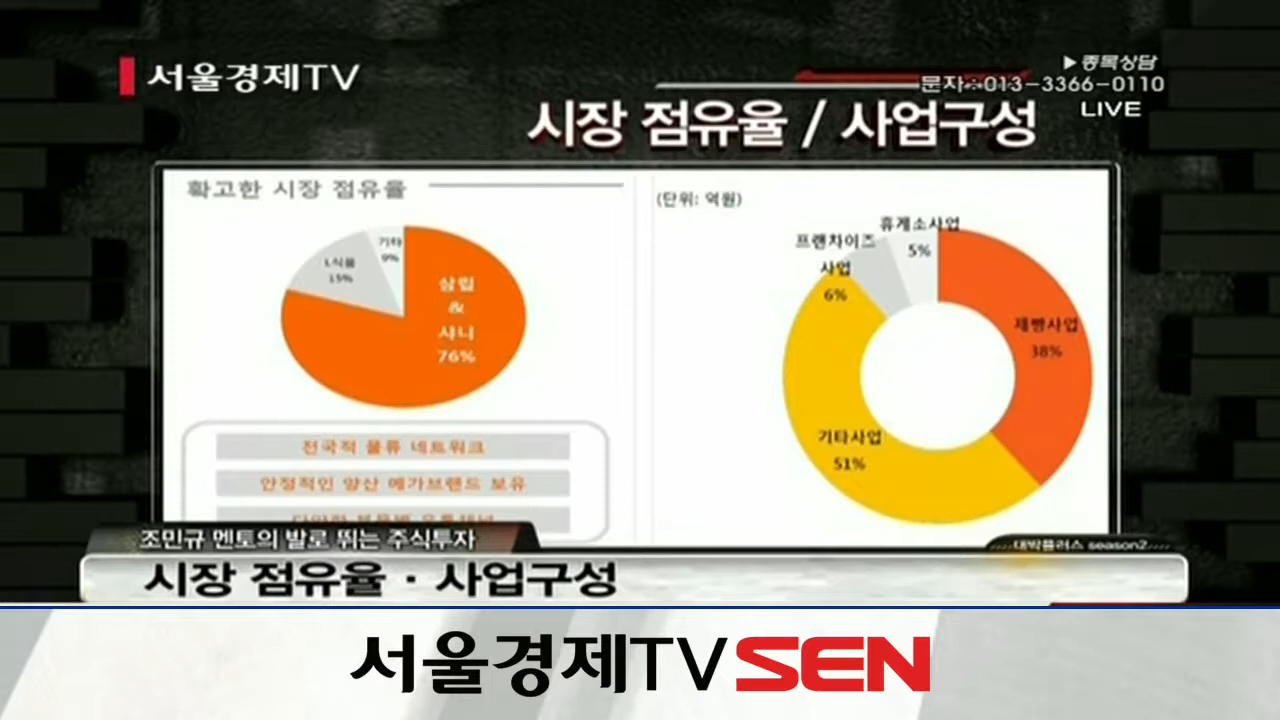 서울경제TV
▶종목상담
문자:013-3366-0110
LIVE
시장 점유율 / 사업구성
확고한 시장 점유율
기타
9%
L식품
15%
삼립
&
샤니
76%
전국적 물류 네트워크
안정적인 양산 메가브랜드 보유
(단위: 억원)
휴게소사업
5%
프랜차이즈
사업
6%
제빵사업
38%
기타사업
51%
조민규 멘토의 발로 뛰는 주식투자
대박플러스 season2
시장 점유율 · 사업구성
서울경제TV SEN